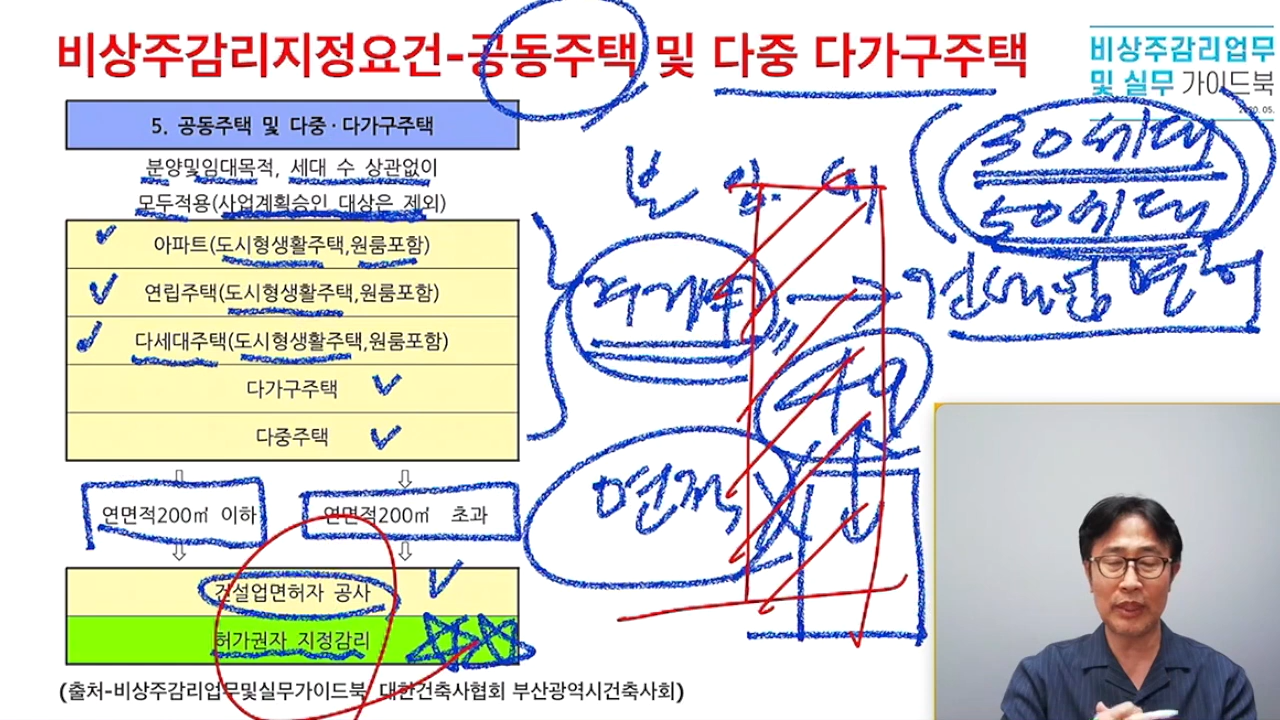 비상주감리지정요건-공동주택 및 다중 다가구주택
비상주감리업무
및 실무 가이드북
2020. 05.
5. 공동주택 및 다중·다가구주택
분양및임대목적, 세대 수 상관없이
모두적용(사업계획승인 대상은 제외)
아파트(도시형생활주택,원룸포함)
연립주택(도시형생활주택,원룸포함)
다세대주택(도시형생활주택,원룸포함)
다가구주택
다중주택
연면적200㎡ 이하
연면적200㎡ 초과
건설업면허자 공사
허가권자 지정감리
(출처-비상주감리업무및실무가이드북 대한건축사협회 부산광역시건축사회)
30세대
50세대
면적
49